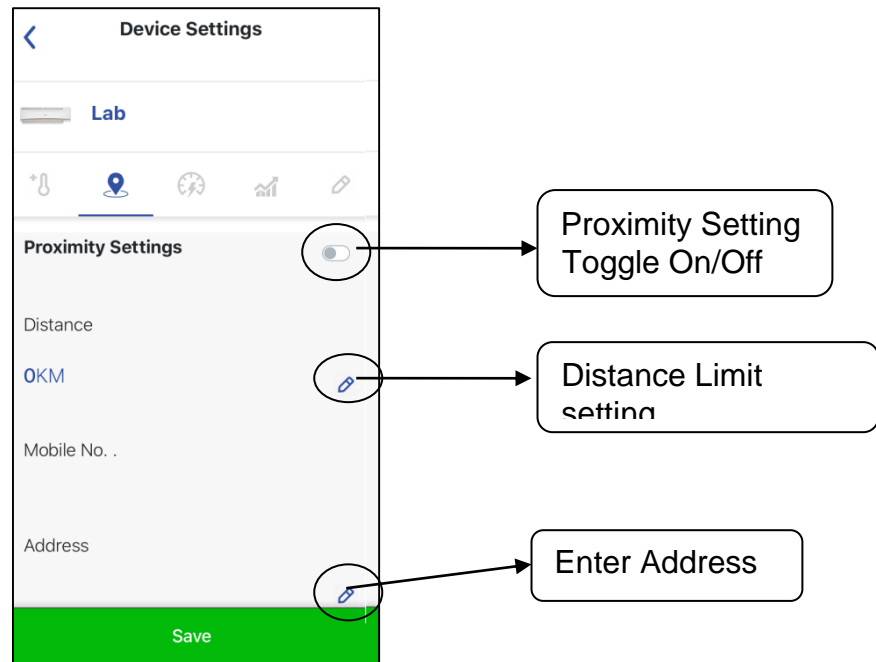 Device Settings
Lab
Proximity Settings
Proximity Setting
Toggle On/Off
Distance
0KM
Distance Limit
setting
Mobile No. .
Address
Enter Address
Save